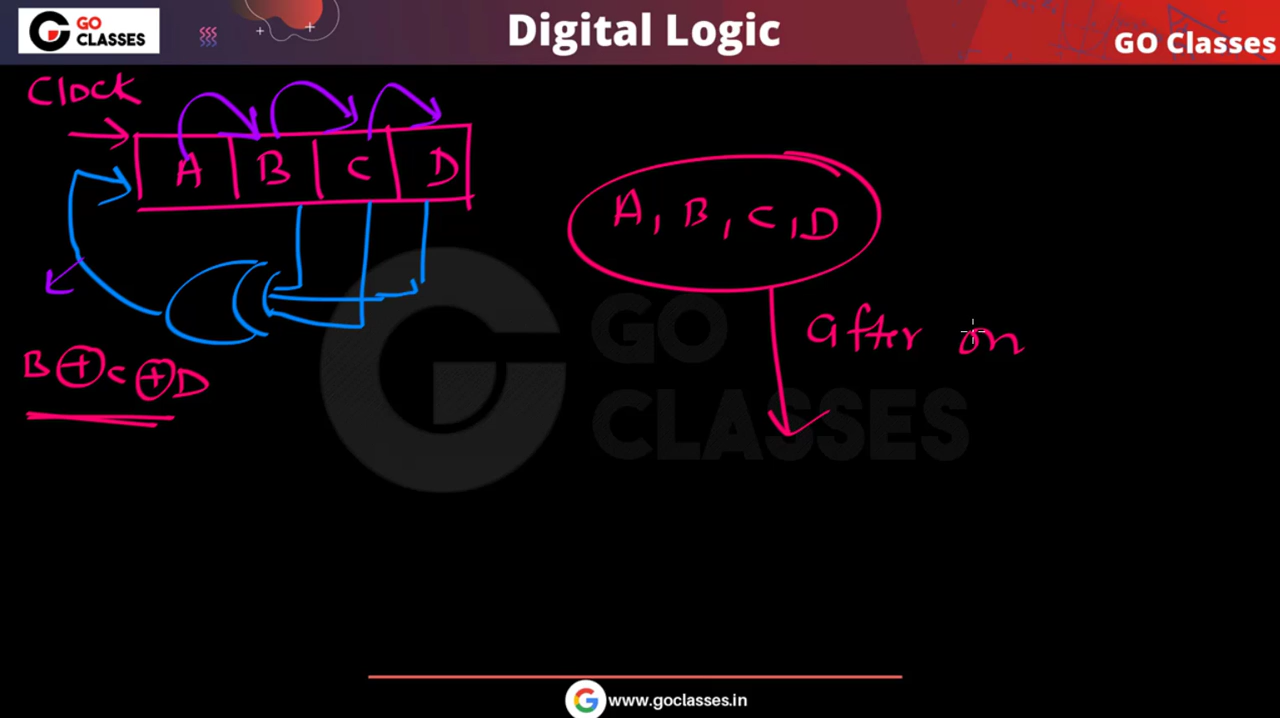 GO
CLASSES
Digital Logic
GO Classes
Clock
A B C D
A, B, C, D
after on
B ⊕ C ⊕ D
GO
CLASSES
www.goclasses.in